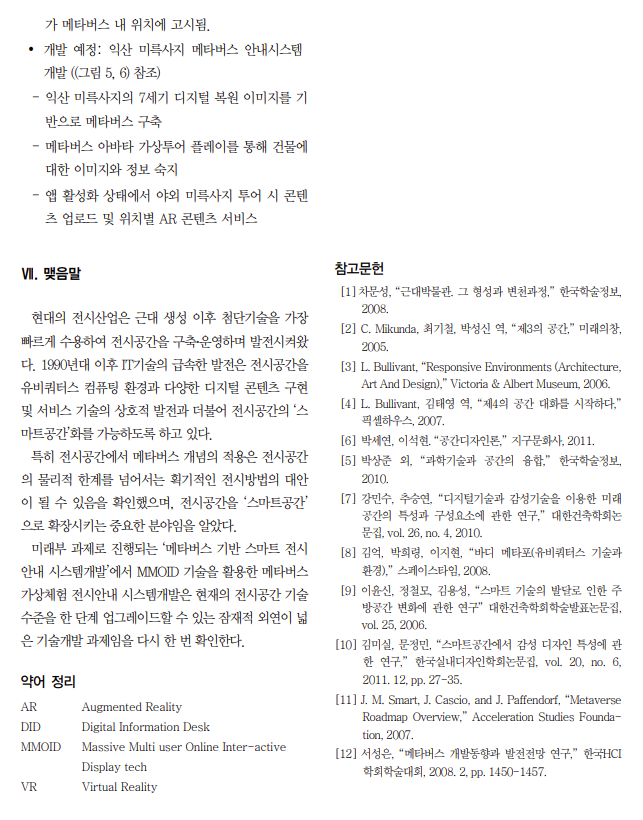 가 메타버스 내 위치에 고시됨.
• 개발 예정: 익산 미륵사지 메타버스 안내시스템
개발 ((그림 5, 6) 참조)
- 익산 미륵사지의 7세기 디지털 복원 이미지를 기
반으로 메타버스 구축
- 메타버스 아바타 가상투어 플레이를 통해 건물에
대한 이미지와 정보 숙지
- 앱 활성화 상태에서 야외 미륵사지 투어 시 콘텐
츠 업로드 및 위치별 AR 콘텐츠 서비스
Ⅶ. 맺음말
현대의 전시산업은 근대 생성 이후 첨단기술을 가장
빠르게 수용하여 전시공간을 구축·운영하며 발전시켜왔
다. 1990년대 이후 IT기술의 급속한 발전은 전시공간을
유비쿼터스 컴퓨팅 환경과 다양한 디지털 콘텐츠 구현
및 서비스 기술의 상호적 발전과 더불어 전시공간의 ‘스
마트공간’화를 가능하도록 하고 있다.
특히 전시공간에서 메타버스 개념의 적용은 전시공간
의 물리적 한계를 넘어서는 획기적인 전시방법의 대안
이 될 수 있음을 확인했으며, 전시공간을 ‘스마트공간’
으로 확장시키는 중요한 분야임을 알았다.
미래부 과제로 진행되는 ‘메타버스 기반 스마트 전시
안내 시스템개발’에서 MMOID 기술을 활용한 메타버스
가상체험 전시안내 시스템개발은 현재의 전시공간 기술
수준을 한 단계 업그레이드할 수 있는 잠재적 외연이 넓
은 기술개발 과제임을 다시 한 번 확인한다.
약어 정리
AR Augmented Reality
DID Digital Information Desk
MMOID Massive Multi user Online Inter-active
Display tech
VR Virtual Reality
참고문헌
[1] 차문성, “근대박물관. 그 형성과 변천과정,” 한국학술정보,
2008.
[2] C. Mikunda, 최기철, 박성신 역, “제3의 공간,” 미래의창,
2005.
[3] L. Bullivant, “Responsive Environments (Architecture,
Art And Design),” Victoria & Albert Museum, 2006.
[4] L. Bullivant, 김태영 역, “제4의 공간 대화를 시작하다,”
픽셀하우스, 2007.
[6] 박세연, 이석현. “공간디자인론,” 지구문화사, 2011.
[5] 박상준 외, “과학기술과 공간의 융합,” 한국학술정보,
2010.
[7] 강민수, 추승연, “디지털기술과 감성기술을 이용한 미래
공간의 특성과 구성요소에 관한 연구,” 대한건축학회논
문집, vol. 26, no. 4, 2010.
[8] 김억, 박희령, 이지현, “바디 메타포(유비쿼터스 기술과
환경),” 스페이스타임, 2008.
[9] 이윤신, 정철모, 김용성, “스마트 기술의 발달로 인한 주
방공간 변화에 관한 연구” 대한건축학회학술발표논문집,
vol. 25, 2006.
[10] 김미실, 문정민, “스마트공간에서 감성 디자인 특성에 관
한 연구,” 한국실내디자인학회논문집, vol. 20, no. 6,
2011. 12, pp. 27-35.
[11] J. M. Smart, J. Cascio, and J. Paffendorf, “Metaverse
Roadmap Overview,” Acceleration Studies Founda-
tion, 2007.
[12] 서성은, “메타버스 개발동향과 발전전망 연구,” 한국HCI
학회학술대회, 2008. 2, pp. 1450-1457.